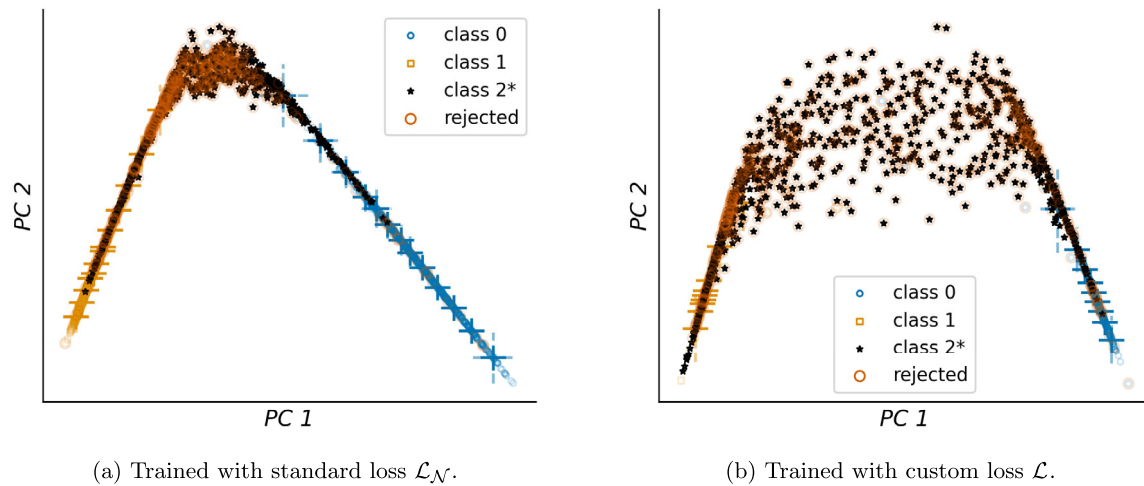 class 0
class 1
class 2*
rejected
PC 2
PC 1
(a) Trained with standard loss ℒ_𝒩.
class 0
class 1
class 2*
rejected
PC 2
PC 1
(b) Trained with custom loss ℒ.